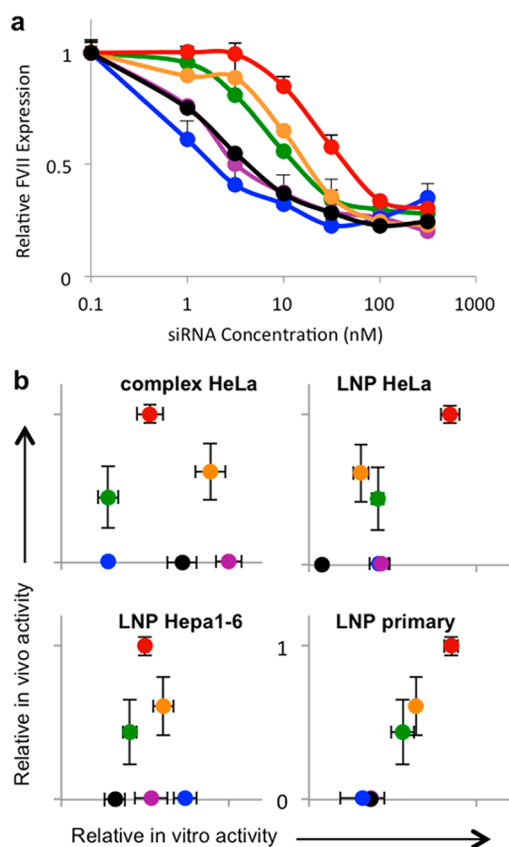 a
1
0.5
0
Relative FVII Expression
0.1 1 10 100 1000
siRNA Concentration (nM)
b
complex HeLa
LNP HeLa
LNP Hepa1-6
LNP primary
1
0
Relative in vivo activity
Relative in vitro activity